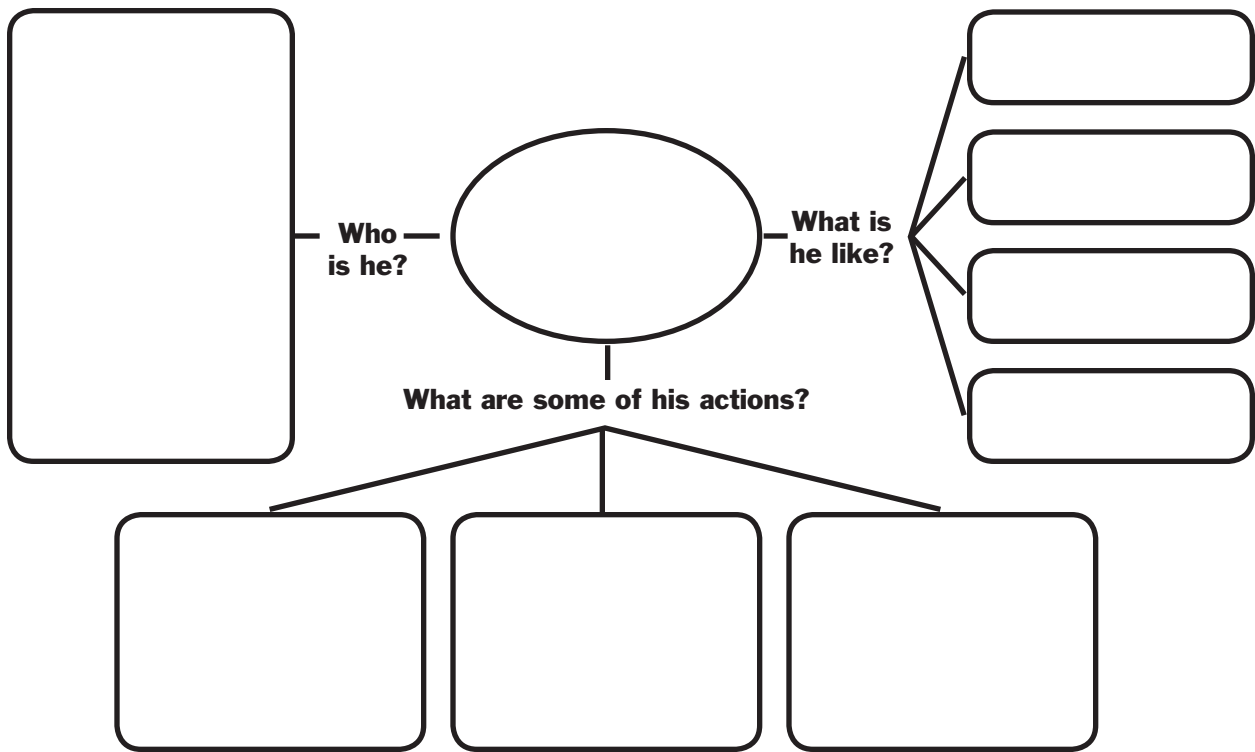 Who
is he?
What is
he like?
What are some of his actions?